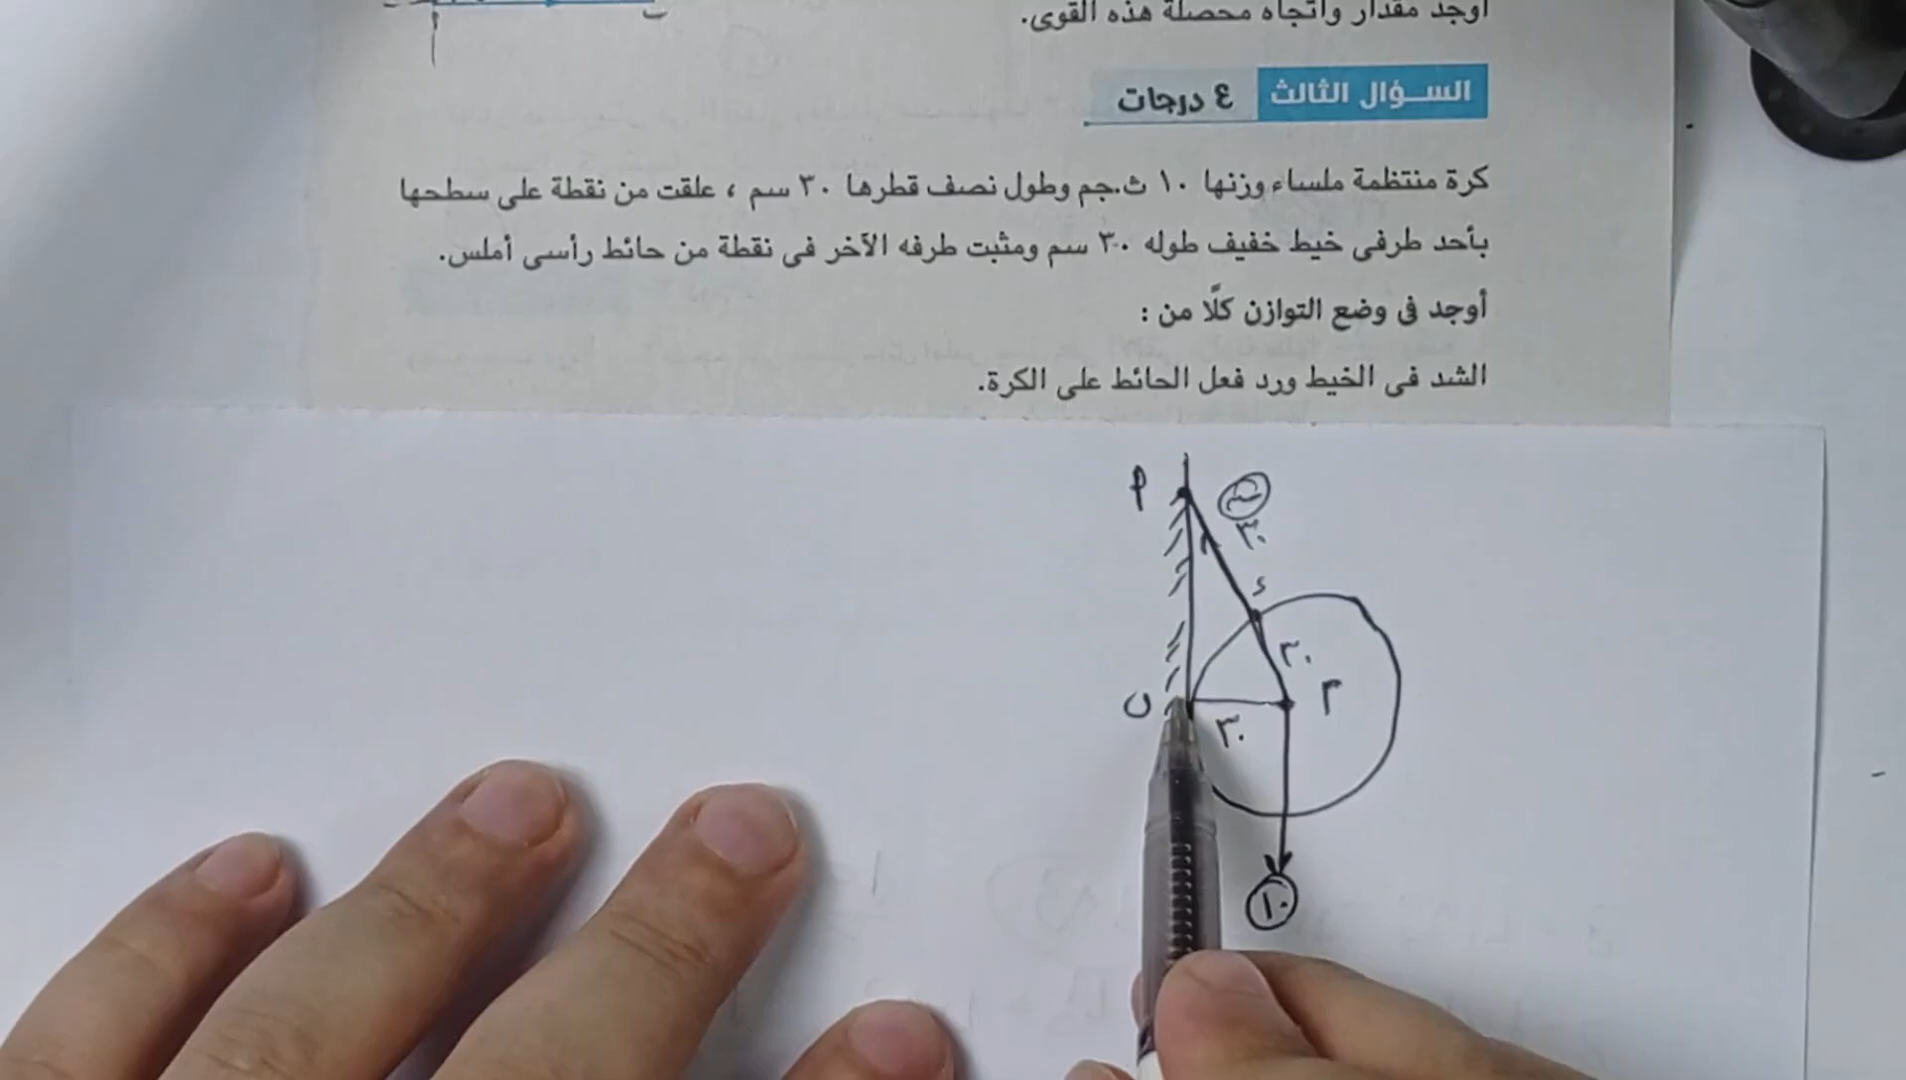 أوجد مقدار واتجاه محصلة هذه القوى.
السؤال الثالث ٤ درجات
كرة منتظمة ملساء وزنها ١٠ ث.جم وطول نصف قطرها ٣٠ سم ، علقت من نقطة على سطحها
بأحد طرفى خيط خفيف طوله ٣٠ سم ومثبت طرفه الآخر فى نقطة من حائط رأسى أملس.
أوجد فى وضع التوازن كلًا من :
الشد فى الخيط ورد فعل الحائط على الكرة.
٣٠
٣٠
م
٣٠
١٠